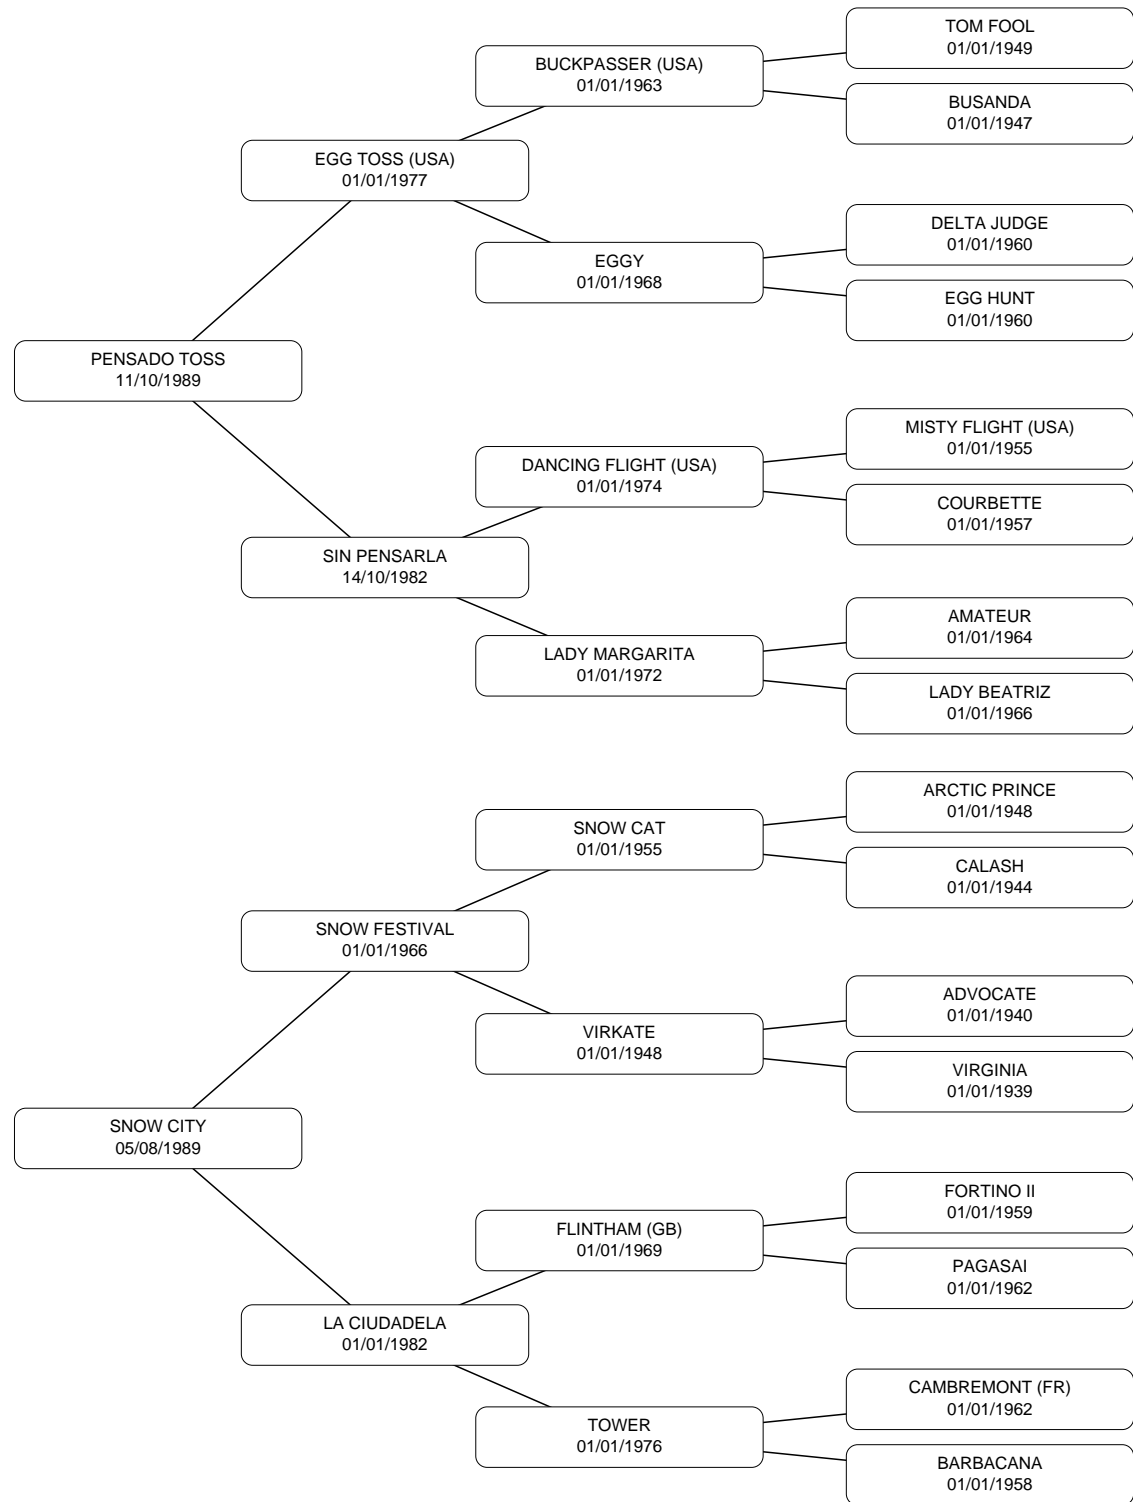 TOM FOOL
01/01/1949
BUCKPASSER (USA)
01/01/1963
BUSANDA
01/01/1947
EGG TOSS (USA)
01/01/1977
DELTA JUDGE
01/01/1960
EGGY
01/01/1968
EGG HUNT
01/01/1960
PENSADO TOSS
11/10/1989
MISTY FLIGHT (USA)
01/01/1955
DANCING FLIGHT (USA)
01/01/1974
COURBETTE
01/01/1957
SIN PENSARLA
14/10/1982
AMATEUR
01/01/1964
LADY MARGARITA
01/01/1972
LADY BEATRIZ
01/01/1966
ARCTIC PRINCE
01/01/1948
SNOW CAT
01/01/1955
CALASH
01/01/1944
SNOW FESTIVAL
01/01/1966
ADVOCATE
01/01/1940
VIRKATE
01/01/1948
VIRGINIA
01/01/1939
SNOW CITY
05/08/1989
FORTINO II
01/01/1959
FLINTHAM (GB)
01/01/1969
PAGASAI
01/01/1962
LA CIUDADELA
01/01/1982
CAMBREMONT (FR)
01/01/1962
TOWER
01/01/1976
BARBACANA
01/01/1958